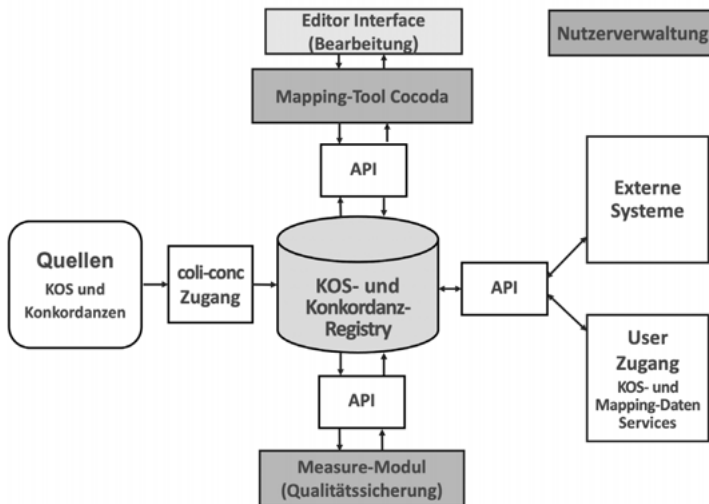 Editor Interface
(Bearbeitung)
Nutzerverwaltung
Mapping-Tool Cocoda
API
Externe
Systeme
Quellen
KOS und
Konkordanzen
coli-conc
Zugang
KOS- und
Konkordanz-
Registry
API
User
Zugang
KOS- und
Mapping-Daten
Services
API
Measure-Modul
(Qualitätssicherung)